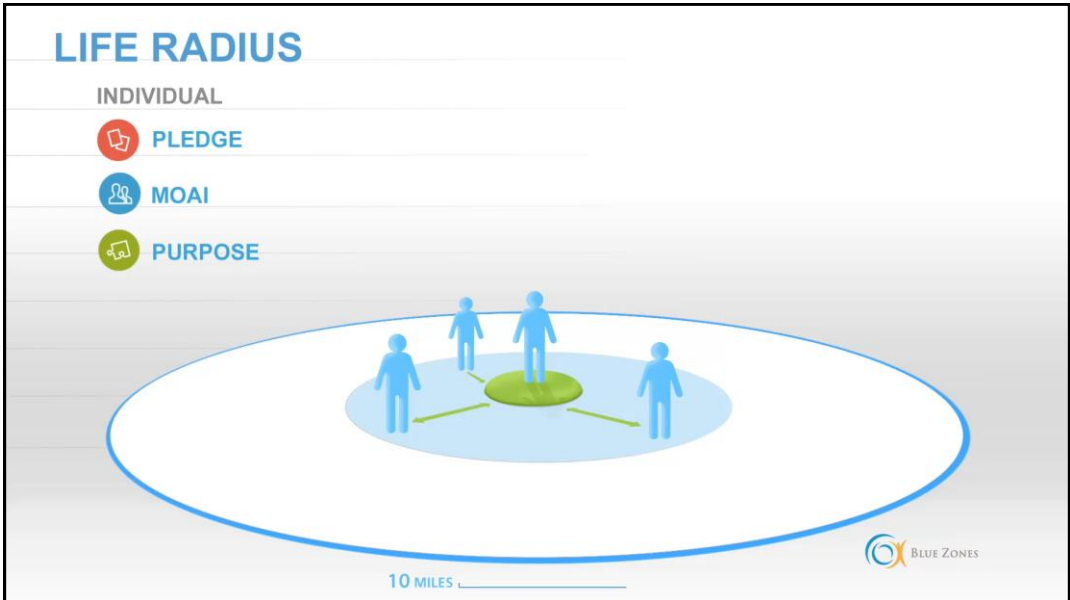 LIFE RADIUS
INDIVIDUAL
PLEDGE
MOAI
PURPOSE
BLUE ZONES
10 MILES